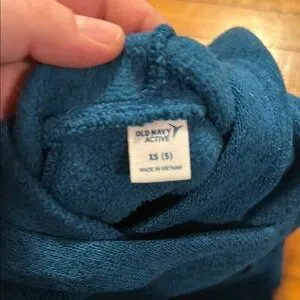 OLD NAVY
ACTIVE
XS (5)
MADE IN VIETNAM